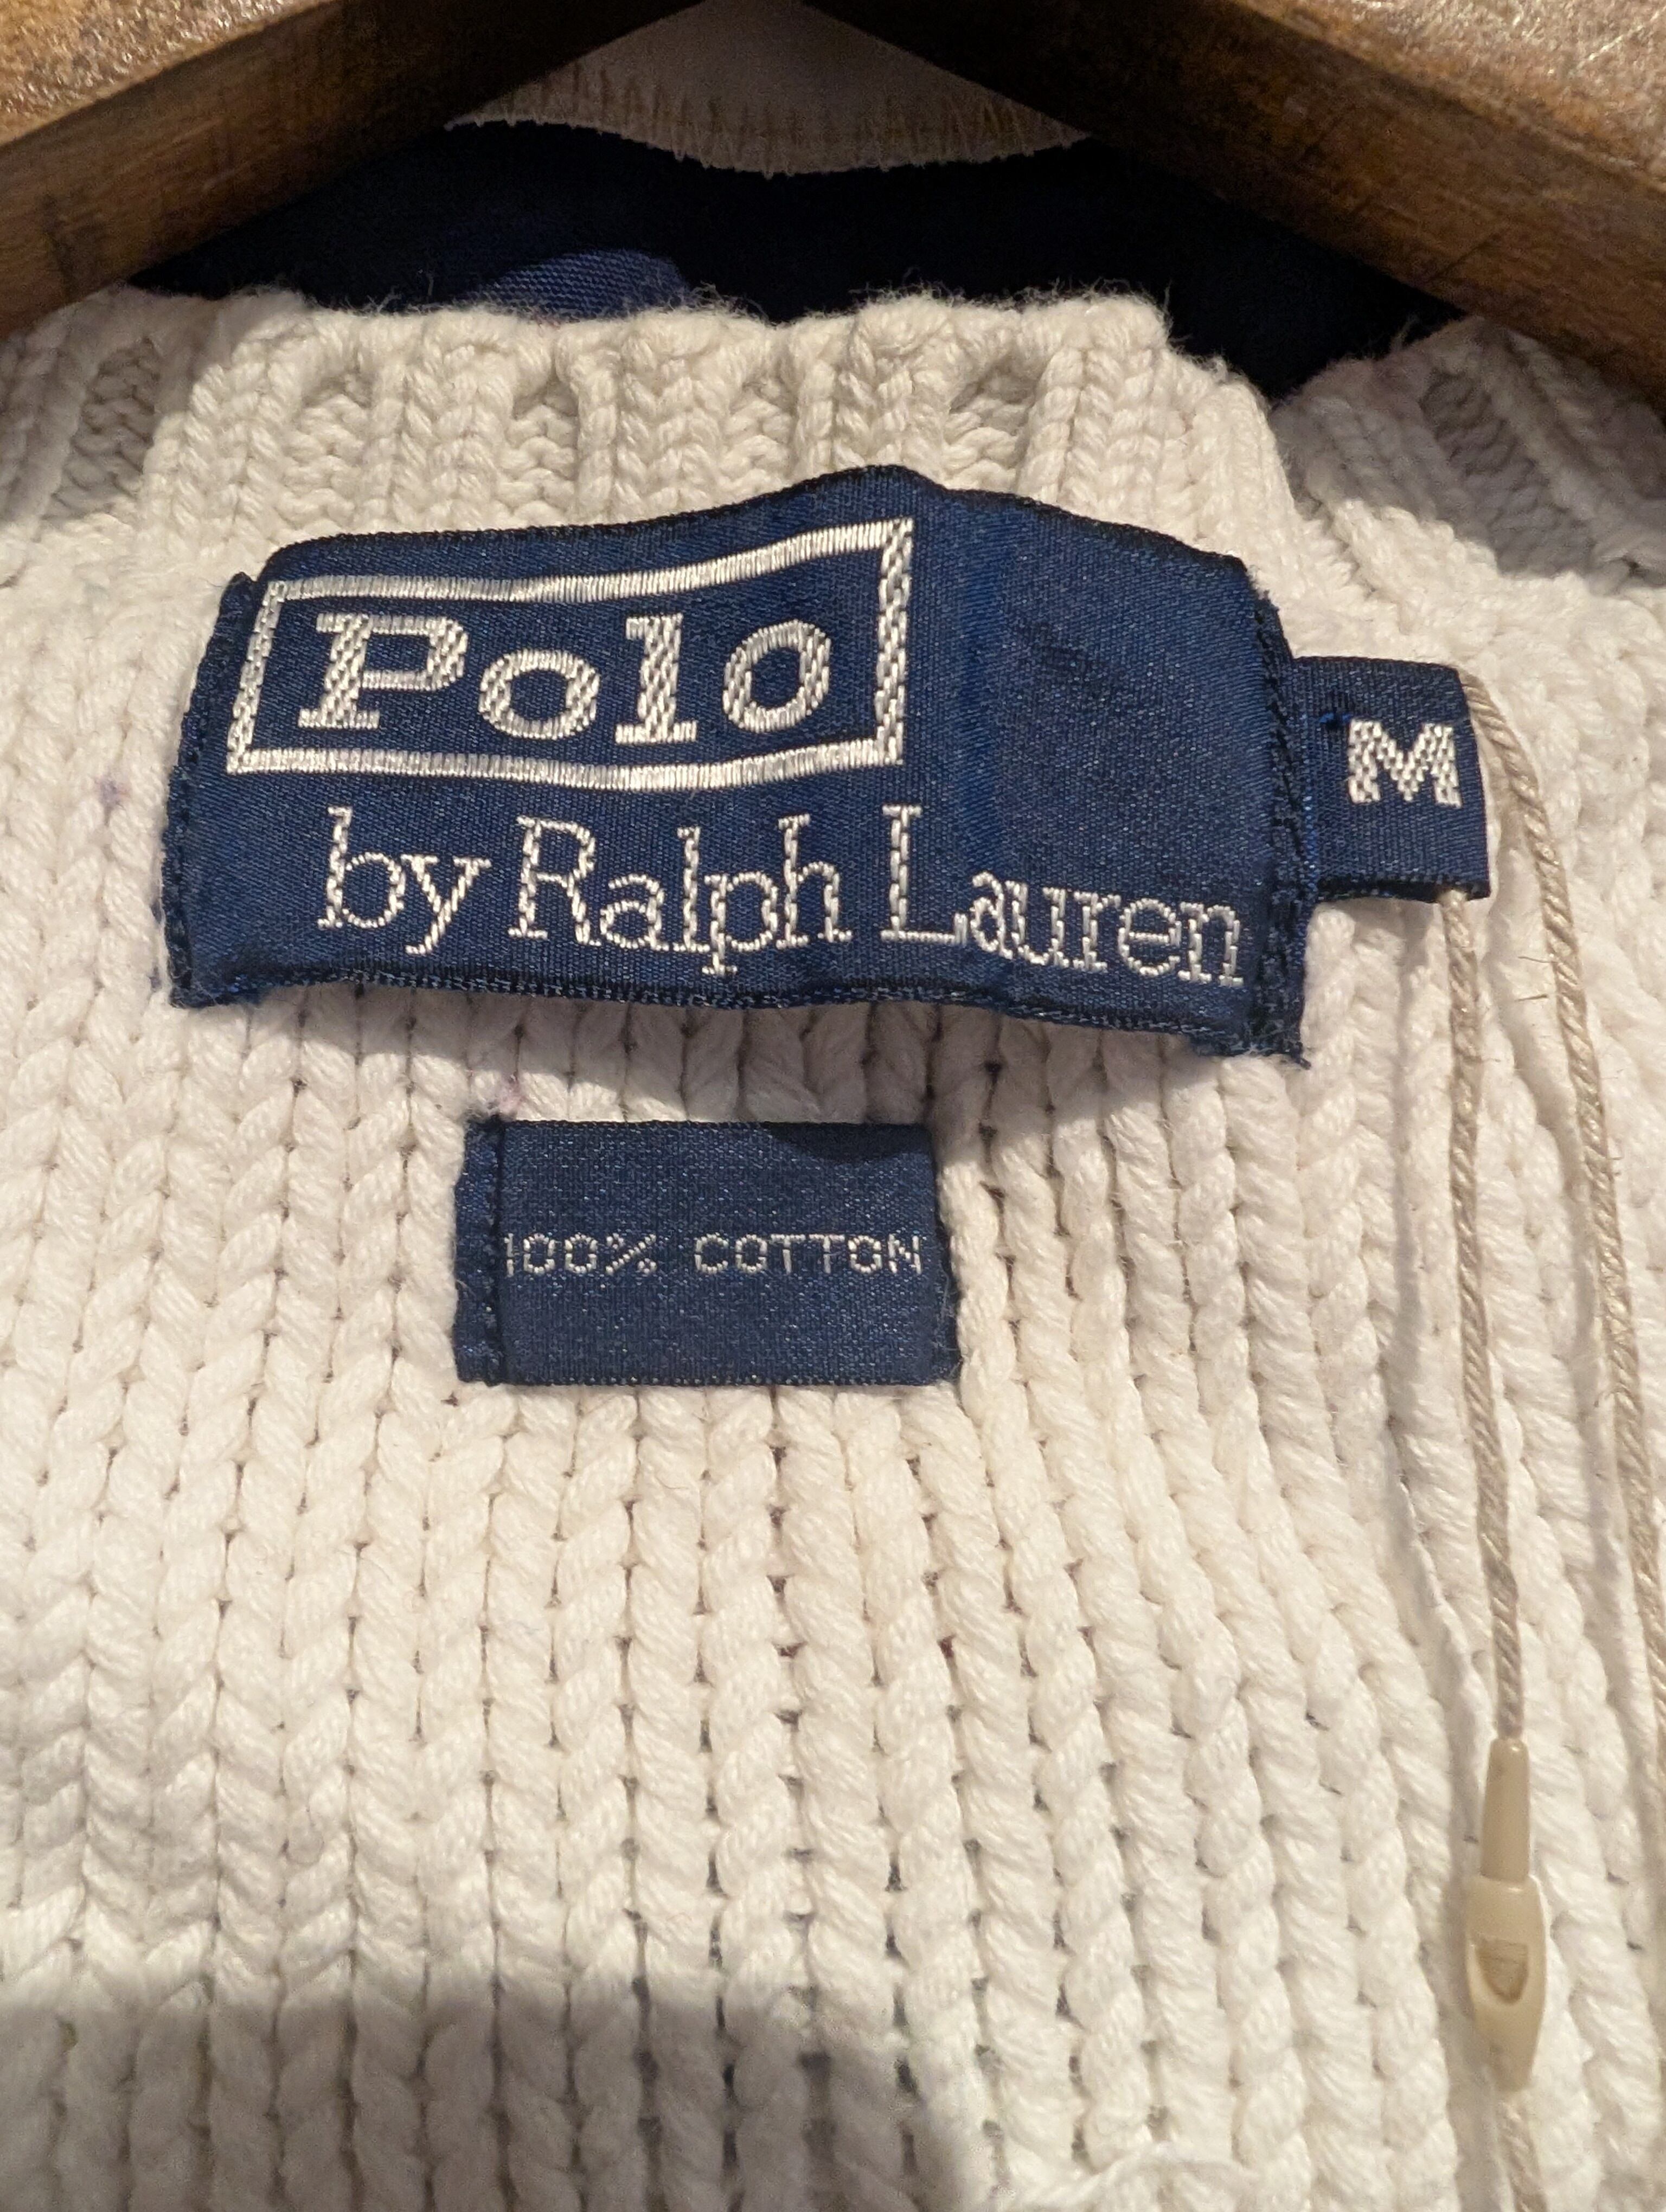 Polo
by Ralph Lauren
M
100% COTTON